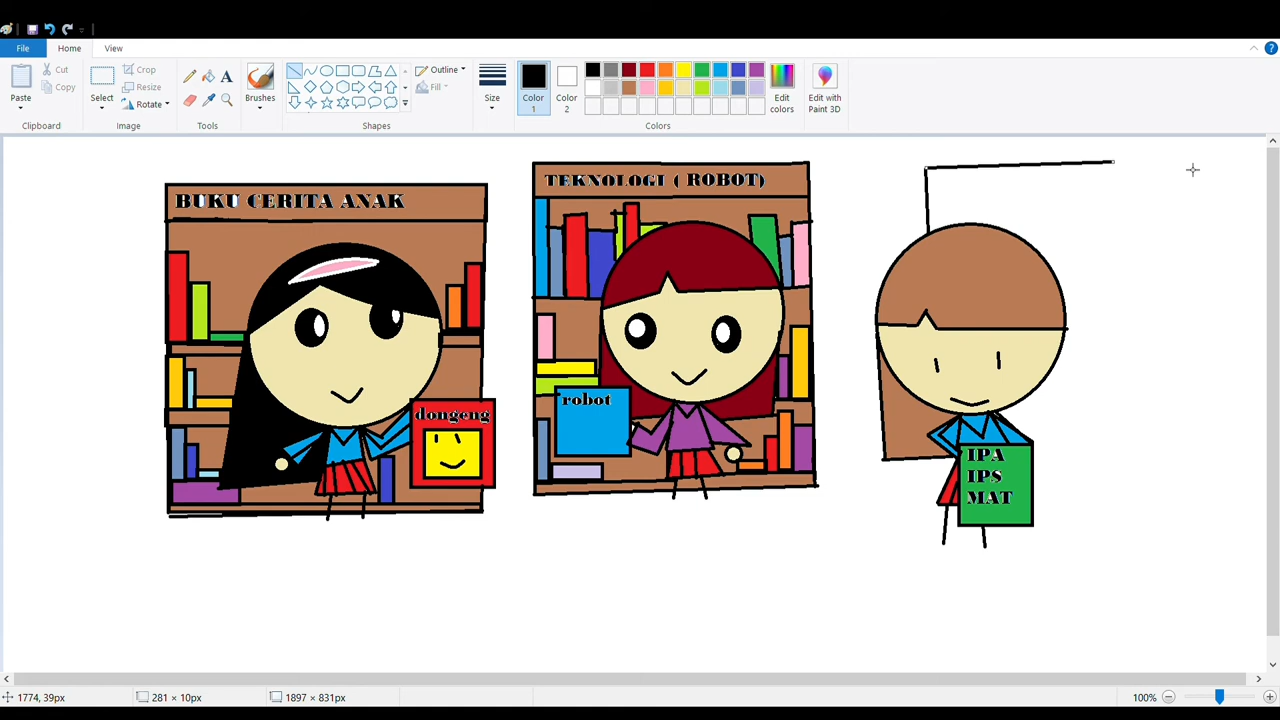 File
Home
View
Paste
Cut
Copy
Clipboard
Select
Crop
Resize
Rotate
Image
Tools
Brushes
Shapes
Outline
Fill
Size
Color
1
Color
2
Edit
colors
Edit with
Paint 3D
Colors
BUKU CERITA ANAK
dongeng
TEKNOLOGI ( ROBOT)
robot
IPA
IPS
MAT
1774, 39px
281 × 10px
1897 × 831px
100%